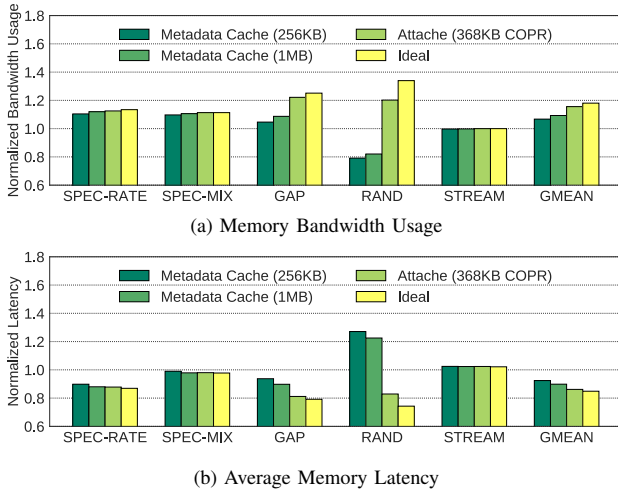 Normalized Bandwidth Usage
1.8
1.6
1.4
1.2
1.0
0.8
0.6
Metadata Cache (256KB)
Metadata Cache (1MB)
Attache (368KB COPR)
Ideal
SPEC-RATE SPEC-MIX GAP RAND STREAM GMEAN
(a) Memory Bandwidth Usage
Normalized Latency
1.8
1.6
1.4
1.2
1.0
0.8
0.6
Metadata Cache (256KB)
Metadata Cache (1MB)
Attache (368KB COPR)
Ideal
SPEC-RATE SPEC-MIX GAP RAND STREAM GMEAN
(b) Average Memory Latency